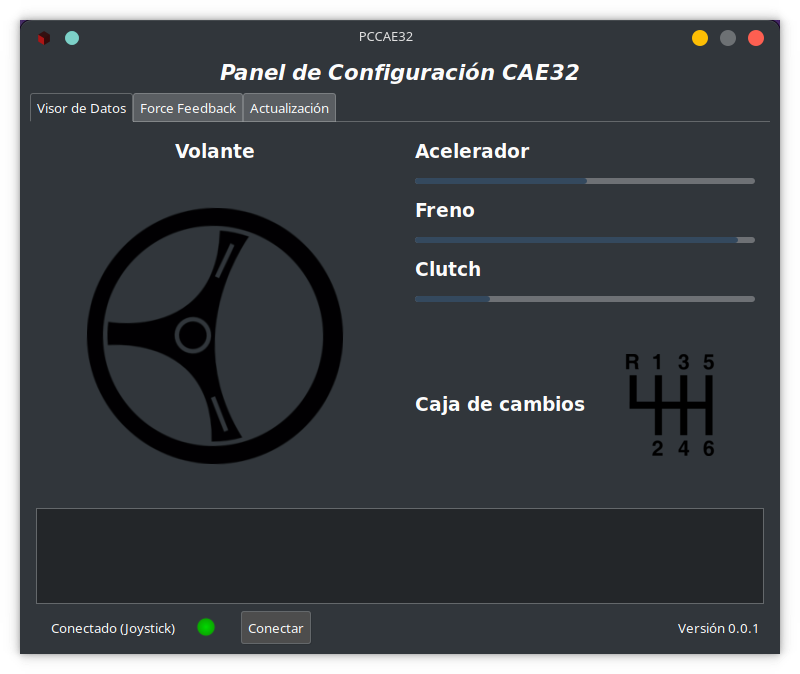 PCCAE32
Panel de Configuración CAE32
Visor de Datos Force Feedback Actualización
Volante
Acelerador
Freno
Clutch
R 1 3 5
Caja de cambios
2 4 6
Conectado (Joystick) Conectar Versión 0.0.1